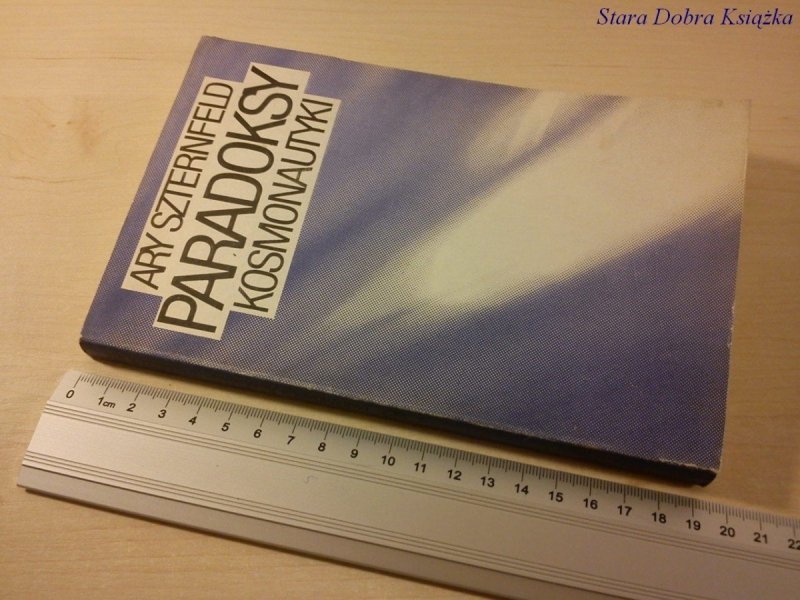 Stara Dobra Książka
ARY SZTERNFELD
PARADOKSY
KOSMONAUTYKI
0 1cm 2 3 4 5 6 7 8 9 10 11 12 13 14 15 16 17 18 19 20 21 22